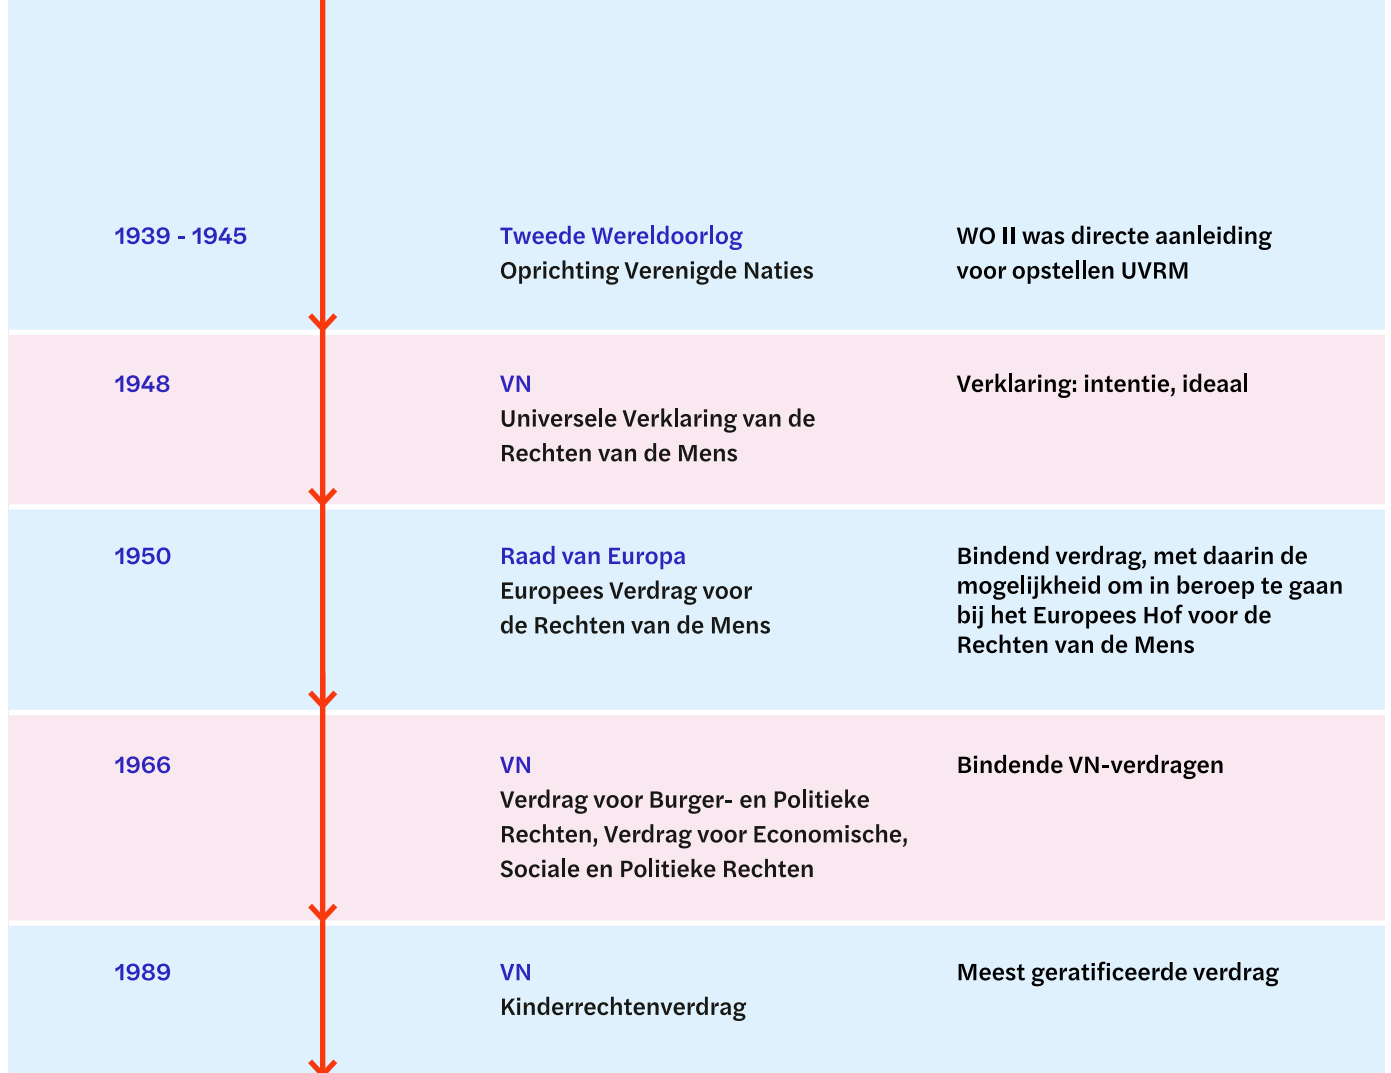 1939 - 1945
Tweede Wereldoorlog
Oprichting Verenigde Naties
WO II was directe aanleiding
voor opstellen UVRM
1948
VN
Universele Verklaring van de
Rechten van de Mens
Verklaring: intentie, ideaal
1950
Raad van Europa
Europees Verdrag voor
de Rechten van de Mens
Bindend verdrag, met daarin de
mogelijkheid om in beroep te gaan
bij het Europees Hof voor de
Rechten van de Mens
1966
VN
Verdrag voor Burger- en Politieke
Rechten, Verdrag voor Economische,
Sociale en Politieke Rechten
Bindende VN-verdragen
1989
VN
Kinderrechtenverdrag
Meest geratificeerde verdrag